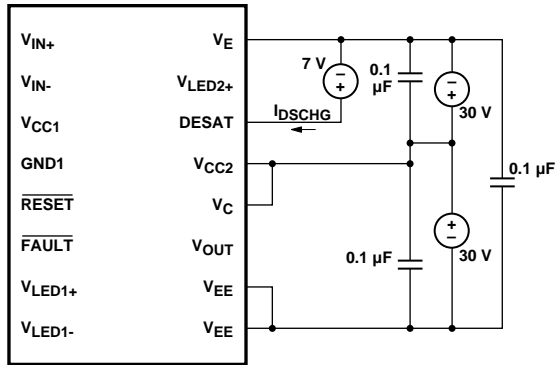 VIN+ VE
VIN- VLED2+
VCC1 DESAT
GND1 VCC2
RESET VC
FAULT VOUT
VLED1+ VEE
VLED1- VEE
7 V
IDSCHG
0.1
µF
30 V
0.1 µF
0.1 µF
30 V